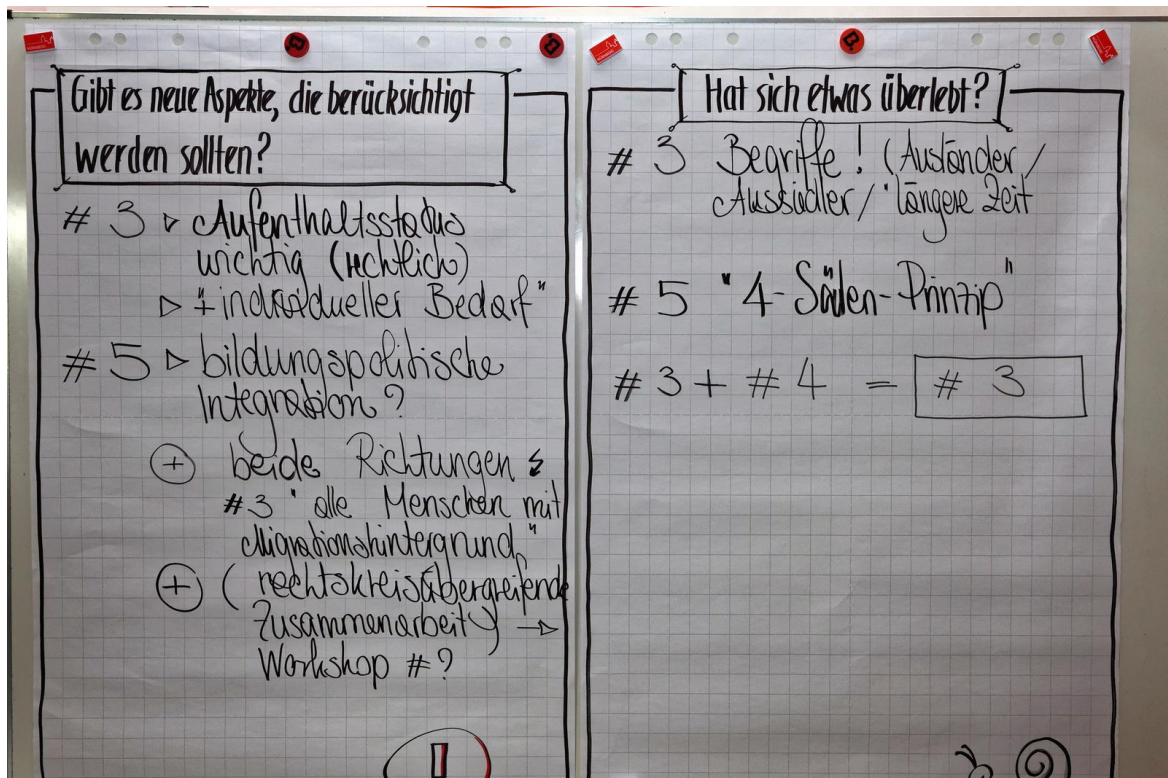 Gibt es neue Aspekte, die berücksichtigt
werden sollten?
# 3 ▷ Aufenthaltsstatus
wichtig (rechtlich)
▷ "+ individueller Bedarf"
# 5 ▷ bildungspolitische
Integration?
+ beide Richtungen
#3 "alle Menschen mit
Migrationshintergrund"
+ (rechtskreisübergreifende
Zusammenarbeit) →
Workshop #?
Hat sich etwas überlebt?
# 3 Begriffe! (Ausländer /
Aussiedler / "längere Zeit
# 5 "4-Säulen-Prinzip"
# 3 + # 4 = # 3